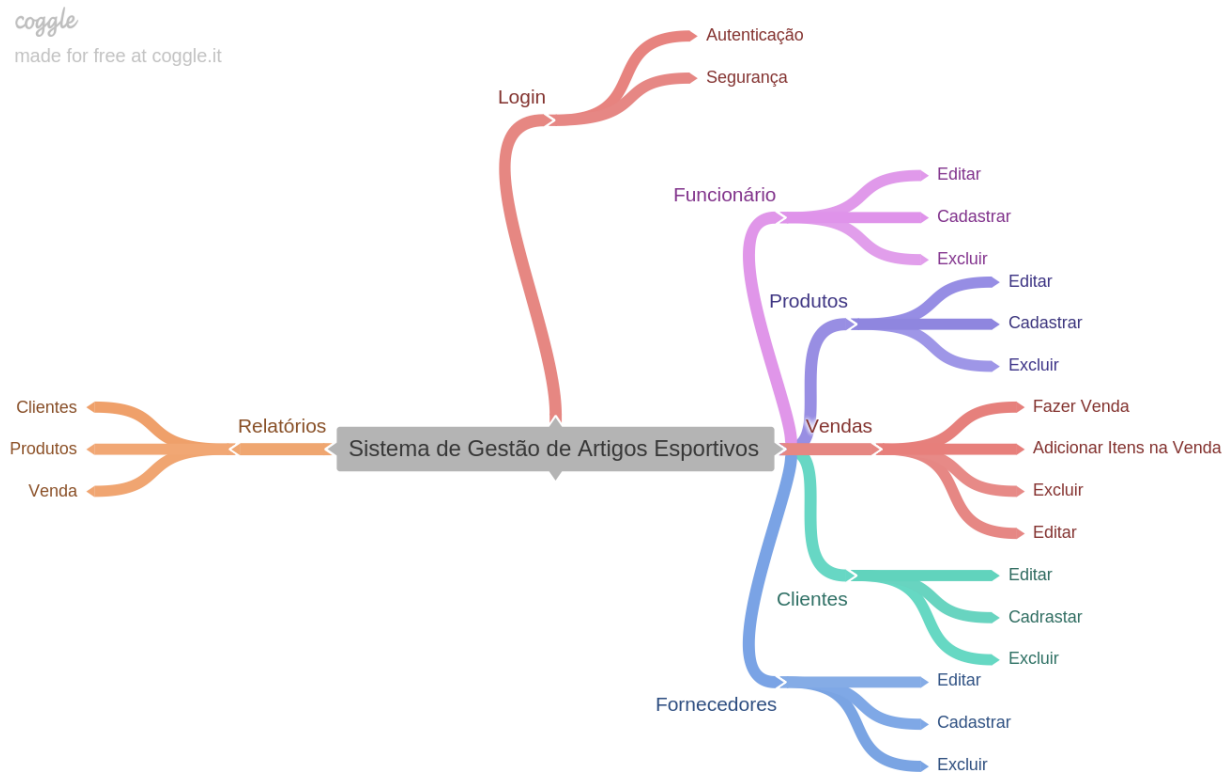 coggle
made for free at coggle.it
Autenticação
Segurança
Login
Funcionário
Editar
Cadastrar
Excluir
Produtos
Editar
Cadastrar
Excluir
Vendas
Fazer Venda
Adicionar Itens na Venda
Excluir
Editar
Sistema de Gestão de Artigos Esportivos
Relatórios
Clientes
Produtos
Venda
Clientes
Editar
Cadrastar
Excluir
Fornecedores
Editar
Cadastrar
Excluir